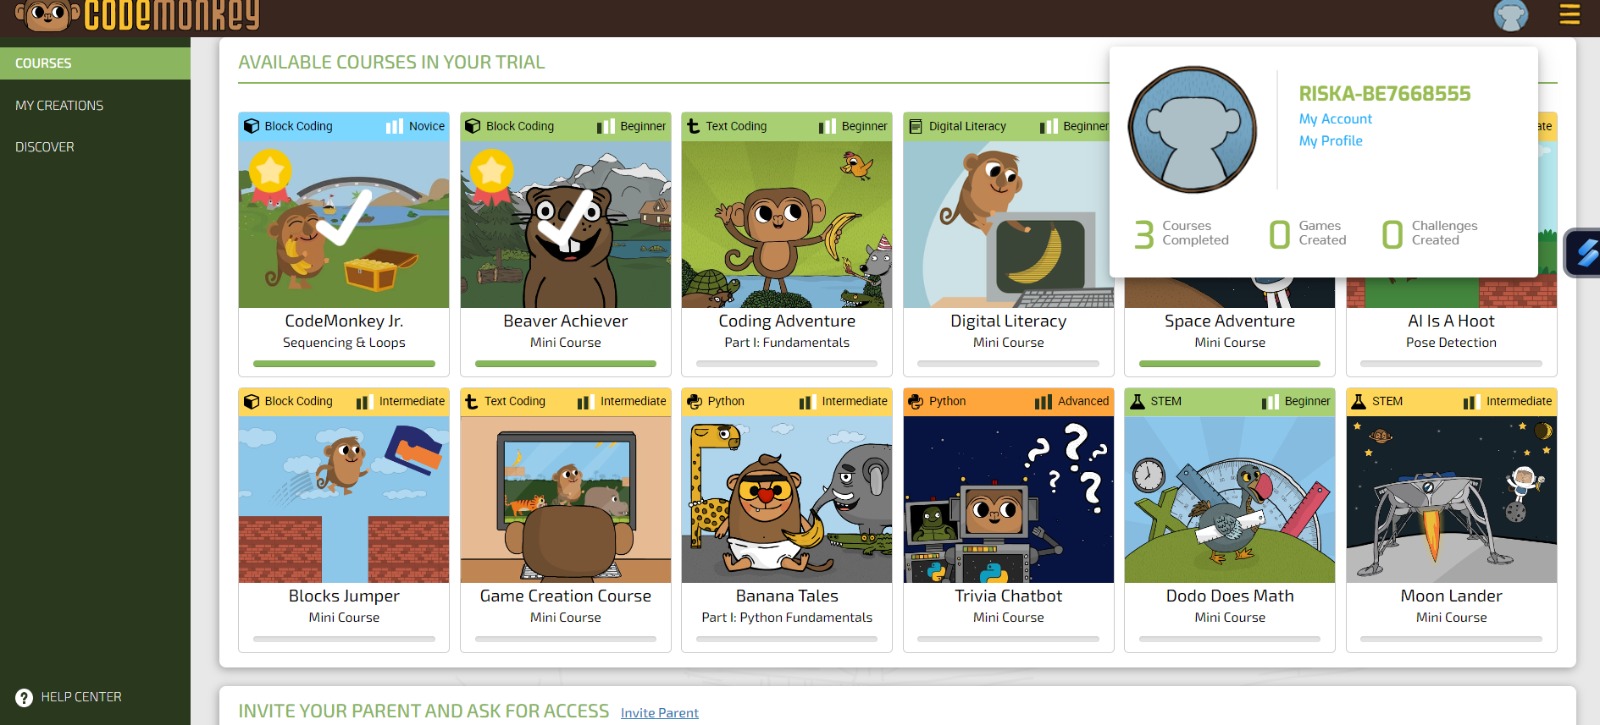 CODEMONKEY
COURSES
MY CREATIONS
DISCOVER
HELP CENTER
AVAILABLE COURSES IN YOUR TRIAL
RISKA-BE7668555
My Account
My Profile
3 Courses Completed
0 Games Created
0 Challenges Created
Block Coding Novice
CodeMonkey Jr.
Sequencing & Loops
Block Coding Beginner
Beaver Achiever
Mini Course
Text Coding Beginner
Coding Adventure
Part I: Fundamentals
Digital Literacy Beginner
Digital Literacy
Mini Course
Space Adventure
Mini Course
ate
AI Is A Hoot
Pose Detection
Block Coding Intermediate
Blocks Jumper
Mini Course
Text Coding Intermediate
Game Creation Course
Mini Course
Python Intermediate
Banana Tales
Part I: Python Fundamentals
Python Advanced
Trivia Chatbot
Mini Course
STEM Beginner
Dodo Does Math
Mini Course
STEM Intermediate
Moon Lander
Mini Course
INVITE YOUR PARENT AND ASK FOR ACCESS Invite Parent